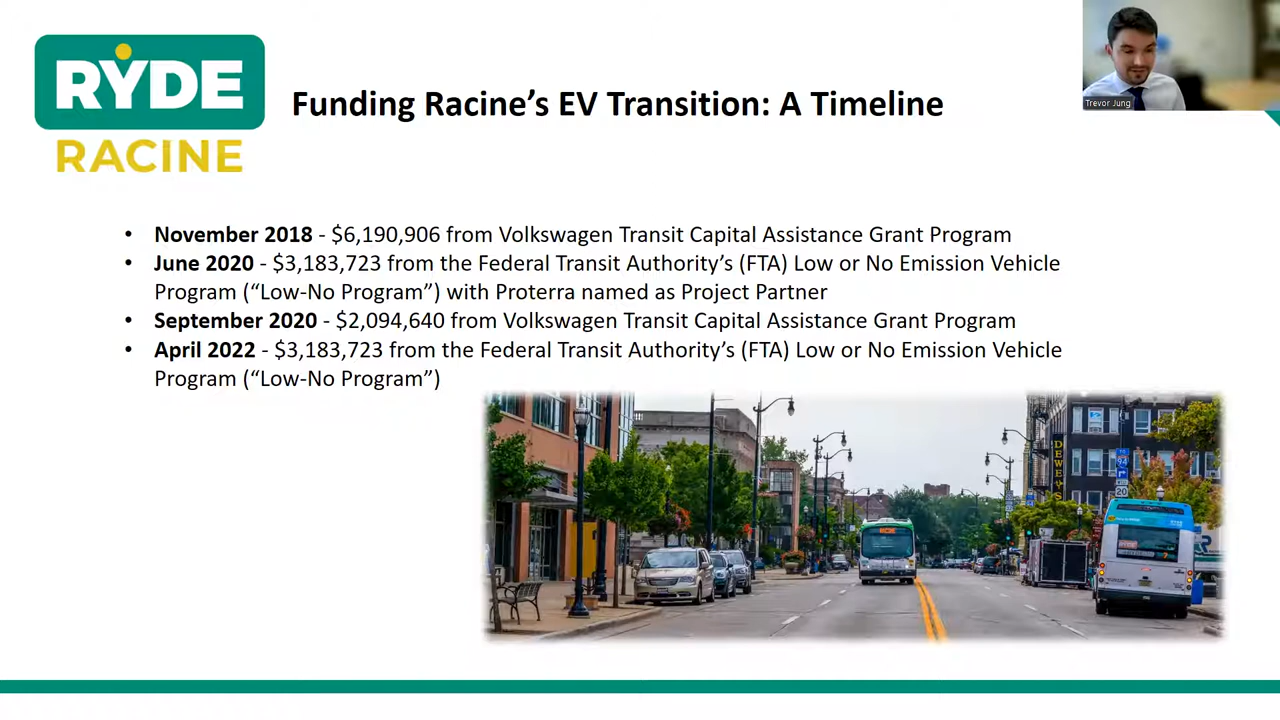 RYDE
RACINE
Funding Racine's EV Transition: A Timeline
Trevor Jung
• November 2018 - $6,190,906 from Volkswagen Transit Capital Assistance Grant Program
• June 2020 - $3,183,723 from the Federal Transit Authority's (FTA) Low or No Emission Vehicle
Program (“Low-No Program”) with Proterra named as Project Partner
• September 2020 - $2,094,640 from Volkswagen Transit Capital Assistance Grant Program
• April 2022 - $3,183,723 from the Federal Transit Authority's (FTA) Low or No Emission Vehicle
Program (“Low-No Program”)
DEWEY'S
20